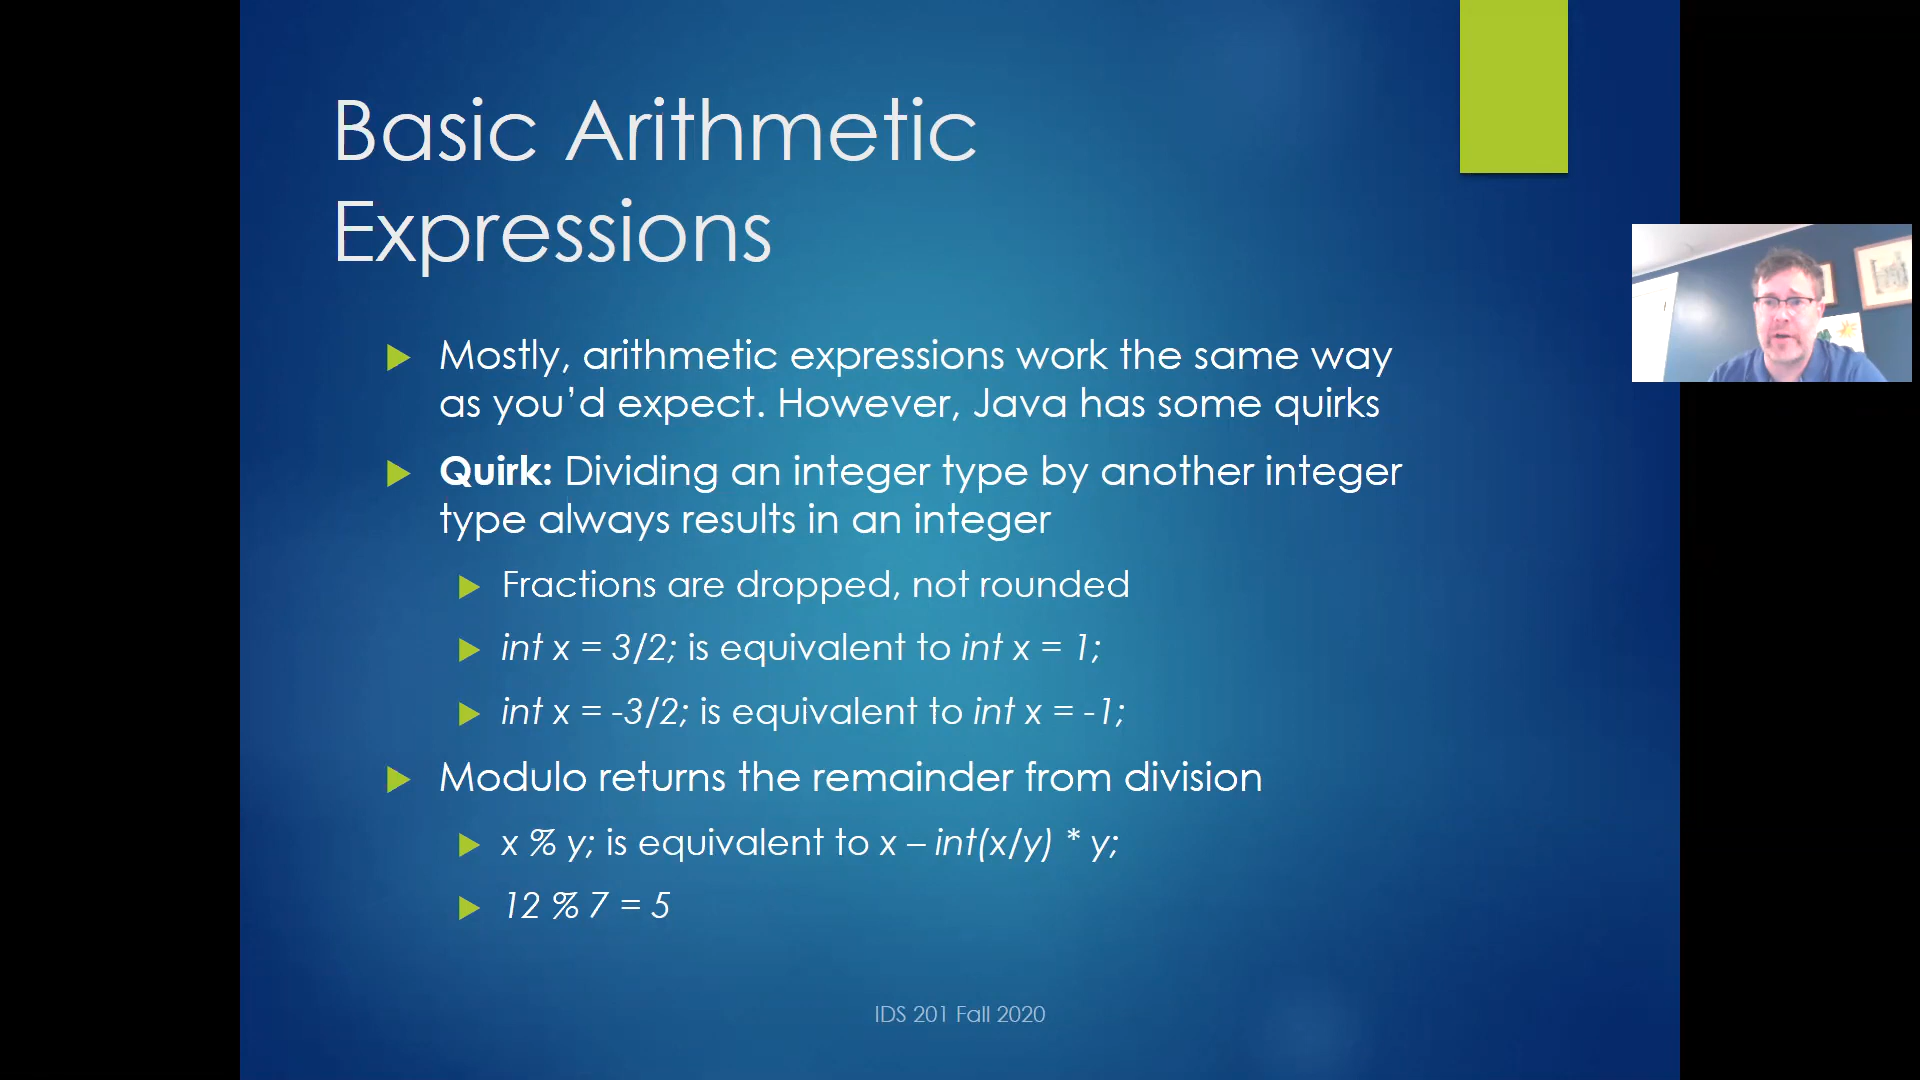 Basic Arithmetic
Expressions
Mostly, arithmetic expressions work the same way
as you’d expect. However, Java has some quirks
Quirk: Dividing an integer type by another integer
type always results in an integer
Fractions are dropped, not rounded
int x = 3/2; is equivalent to int x = 1;
int x = -3/2; is equivalent to int x = -1;
Modulo returns the remainder from division
x % y; is equivalent to x – int(x/y) * y;
12 % 7 = 5
IDS 201 Fall 2020